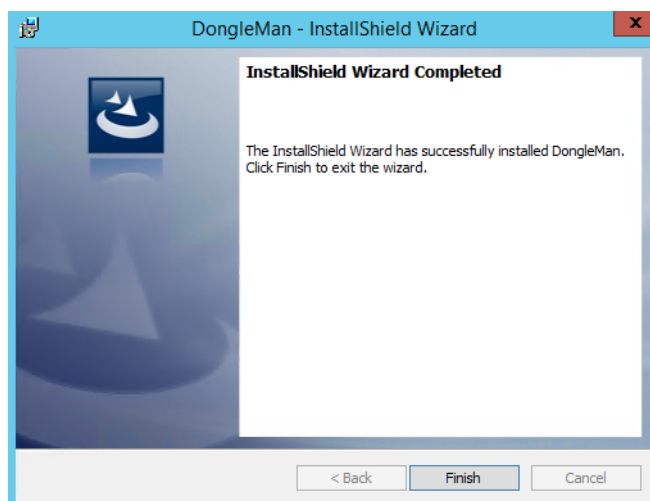 DongleMan - InstallShield Wizard
x
InstallShield Wizard Completed
The InstallShield Wizard has successfully installed DongleMan.
Click Finish to exit the wizard.
< Back Finish Cancel